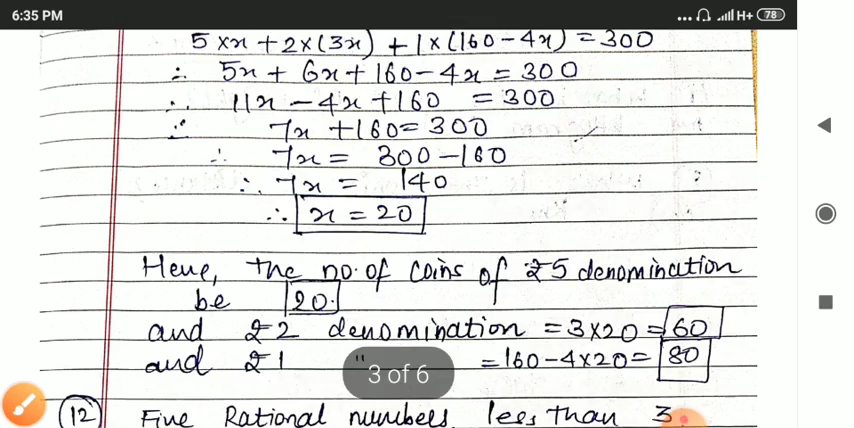 6:35 PM ... H+ 78
5 × x + 2 × (3x) + 1 × (160 - 4x) = 300
∴ 5x + 6x + 160 - 4x = 300
∴ 11x - 4x + 160 = 300
∴ 7x + 160 = 300
∴ 7x = 300 - 160
∴ 7x = 140
∴ x = 20
Here, the no. of coins of ₹5 denomination
be 20.
and ₹2 denomination = 3×20 = 60
and ₹1 " = 160 - 4×20 = 80
3 of 6
12 Five Rational numbers less than 3